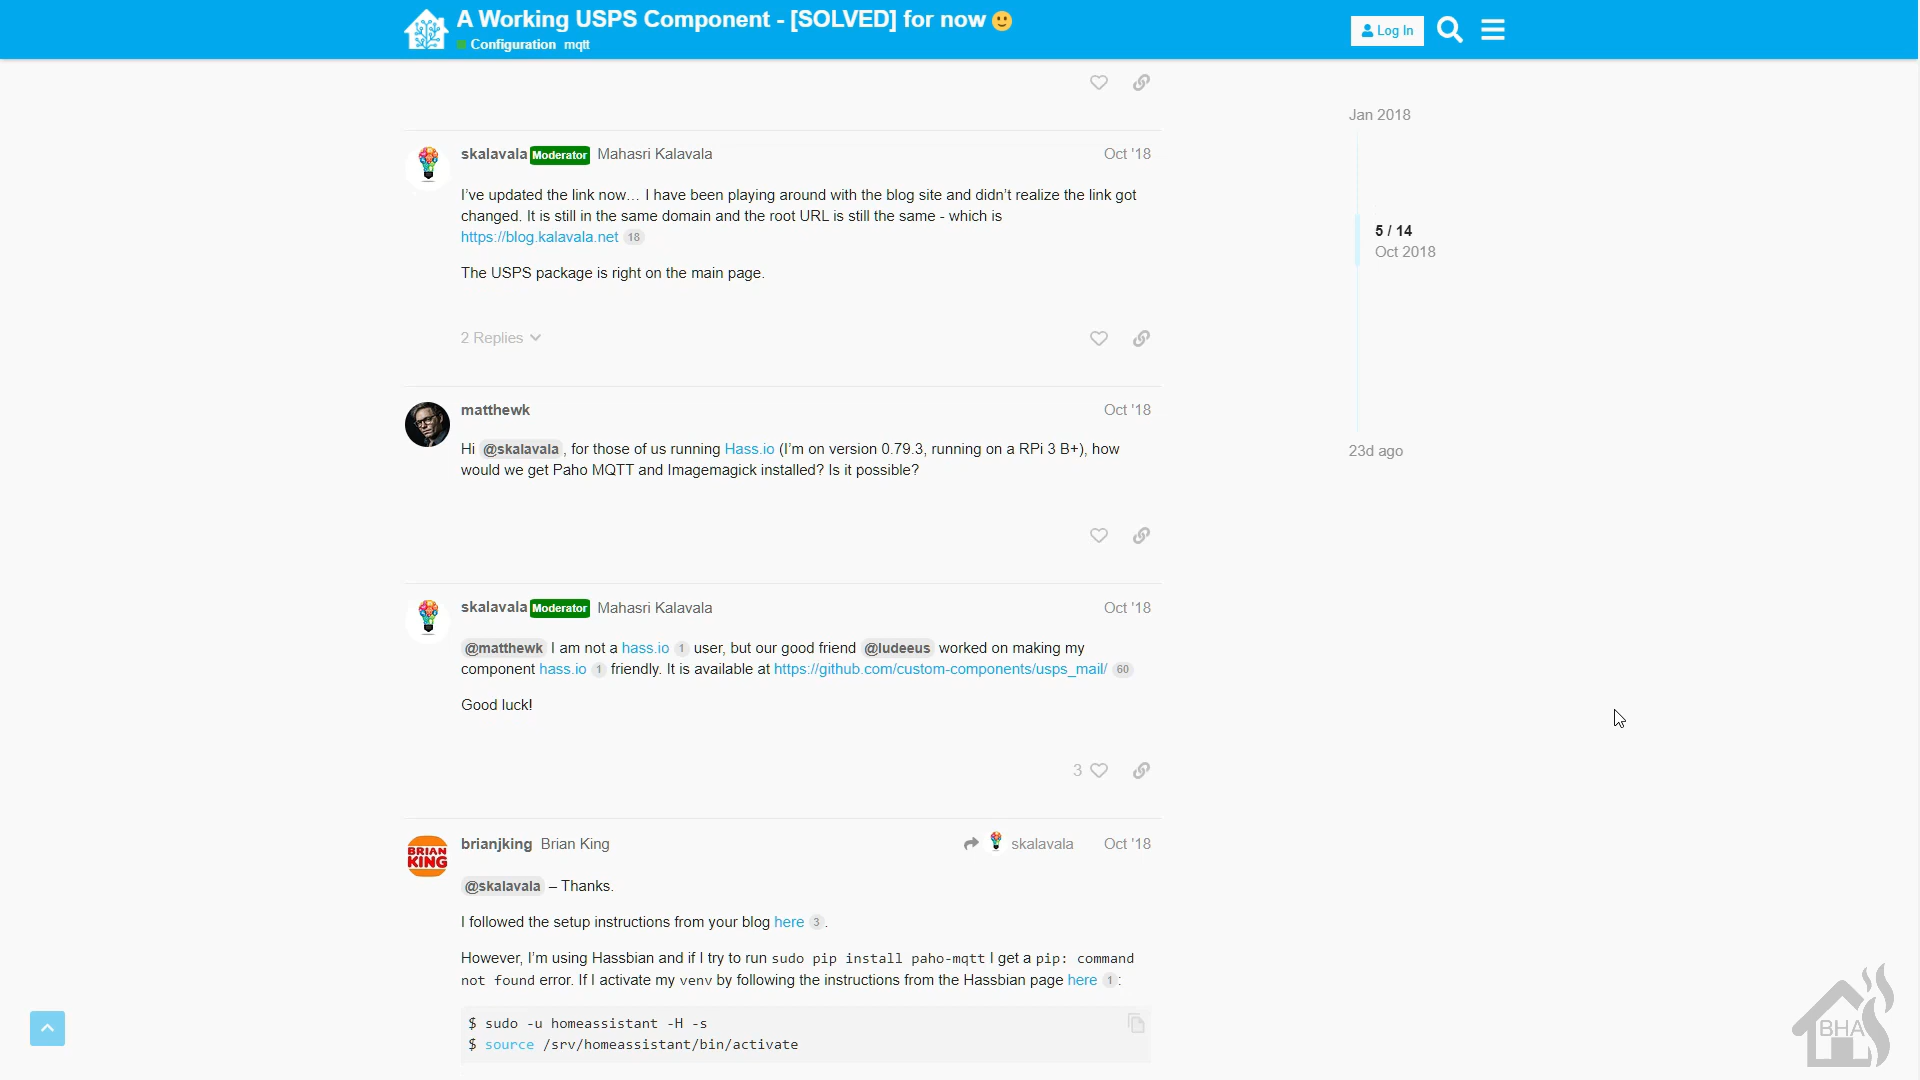 A Working USPS Component - [SOLVED] for now
Configuration mqtt
Log In
Jan 2018
skalavala Moderator Mahasri Kalavala Oct '18
I've updated the link now… I have been playing around with the blog site and didn't realize the link got
changed. It is still in the same domain and the root URL is still the same - which is
https://blog.kalavala.net 18
5 / 14
Oct 2018
The USPS package is right on the main page.
2 Replies
matthewk Oct '18
Hi @skalavala, for those of us running Hass.io (I'm on version 0.79.3, running on a RPi 3 B+), how
would we get Paho MQTT and Imagemagick installed? Is it possible?
23d ago
skalavala Moderator Mahasri Kalavala Oct '18
@matthewk I am not a hass.io 1 user, but our good friend @ludeeus worked on making my
component hass.io 1 friendly. It is available at https://github.com/custom-components/usps_mail/ 60
Good luck!
3
brianjking Brian King skalavala Oct '18
BRIAN
KING
@skalavala – Thanks.
I followed the setup instructions from your blog here 3.
However, I'm using Hassbian and if I try to run sudo pip install paho-mqtt I get a pip: command
not found error. If I activate my venv by following the instructions from the Hassbian page here 1:
$ sudo -u homeassistant -H -s
$ source /srv/homeassistant/bin/activate
BHA